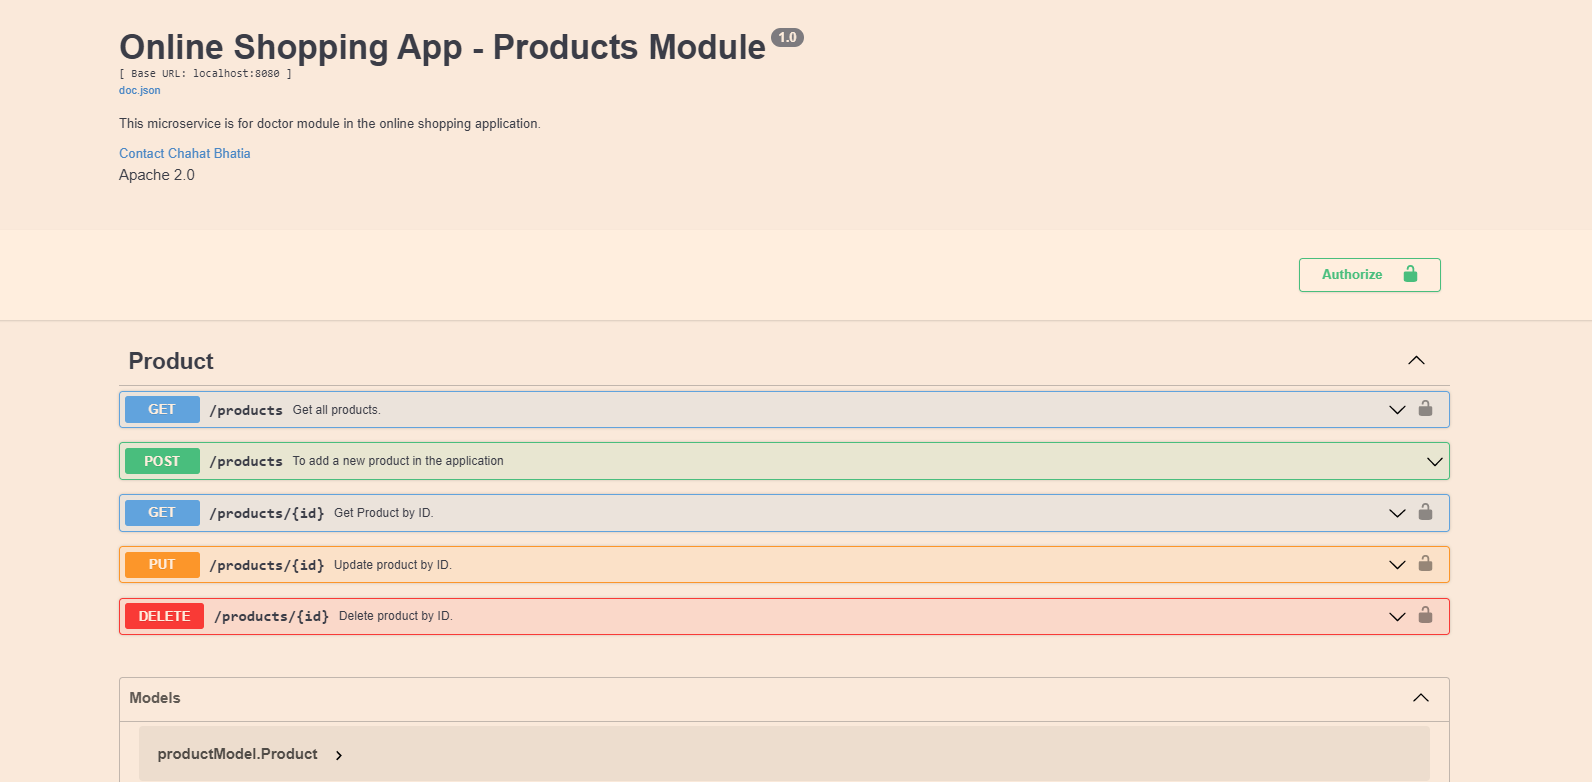 Online Shopping App - Products Module 1.0
[ Base URL: localhost:8080 ]
doc.json
This microservice is for doctor module in the online shopping application.
Contact Chahat Bhatia
Apache 2.0
Authorize
Product
GET /products Get all products.
POST /products To add a new product in the application
GET /products/{id} Get Product by ID.
PUT /products/{id} Update product by ID.
DELETE /products/{id} Delete product by ID.
Models
productModel.Product